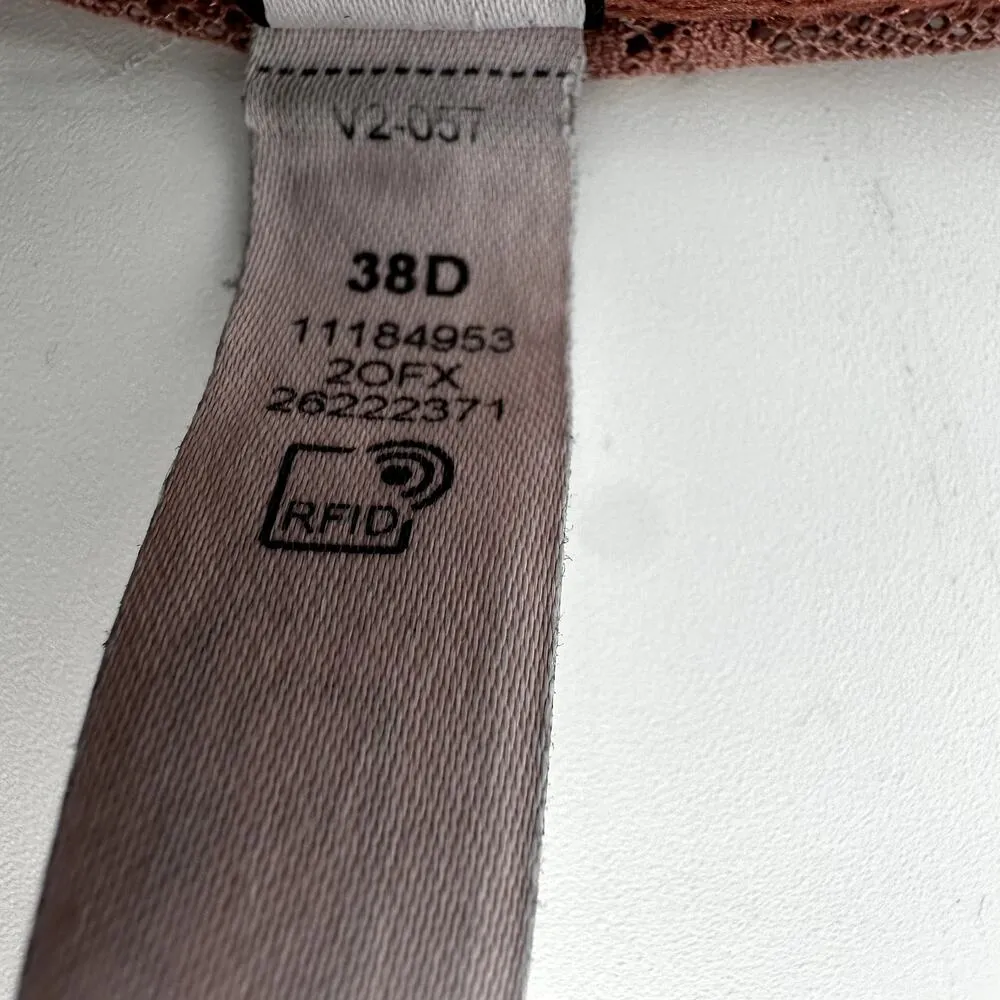 V2-057
38D
11184953
2OFX
26222371
RFID